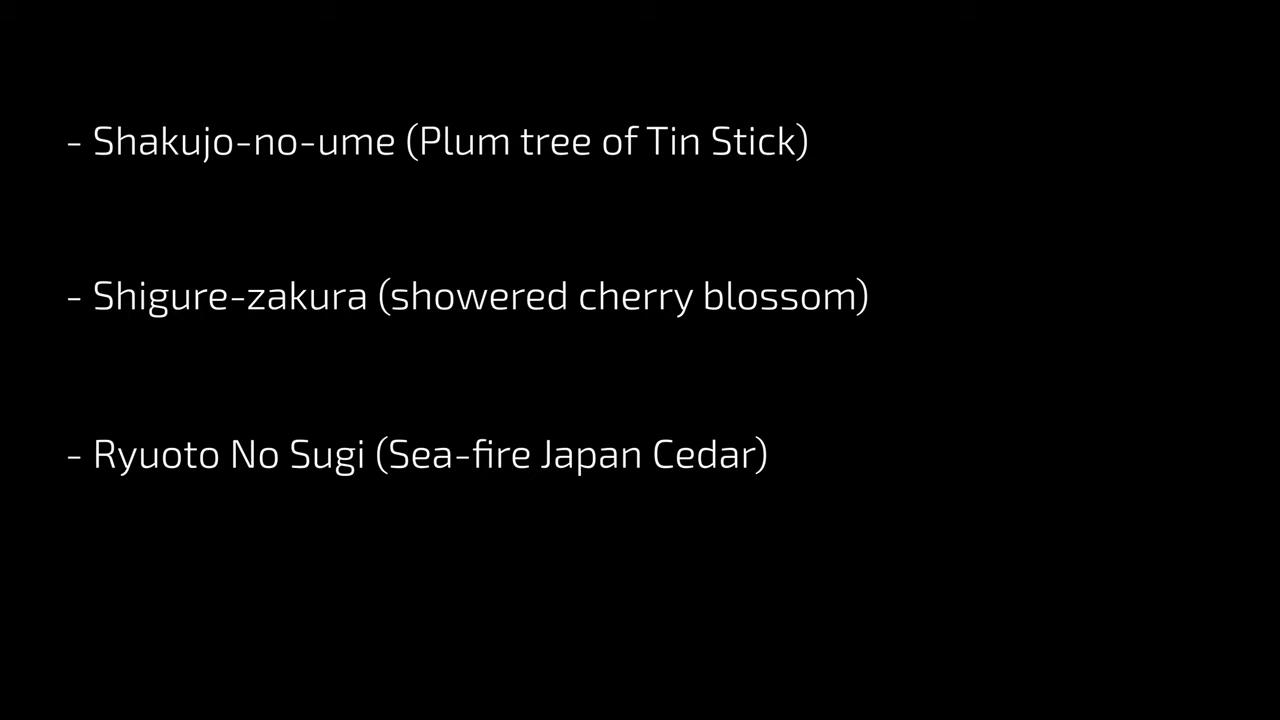 - Shakujo-no-ume (Plum tree of Tin Stick)
- Shigure-zakura (showered cherry blossom)
- Ryuoto No Sugi (Sea-fire Japan Cedar)